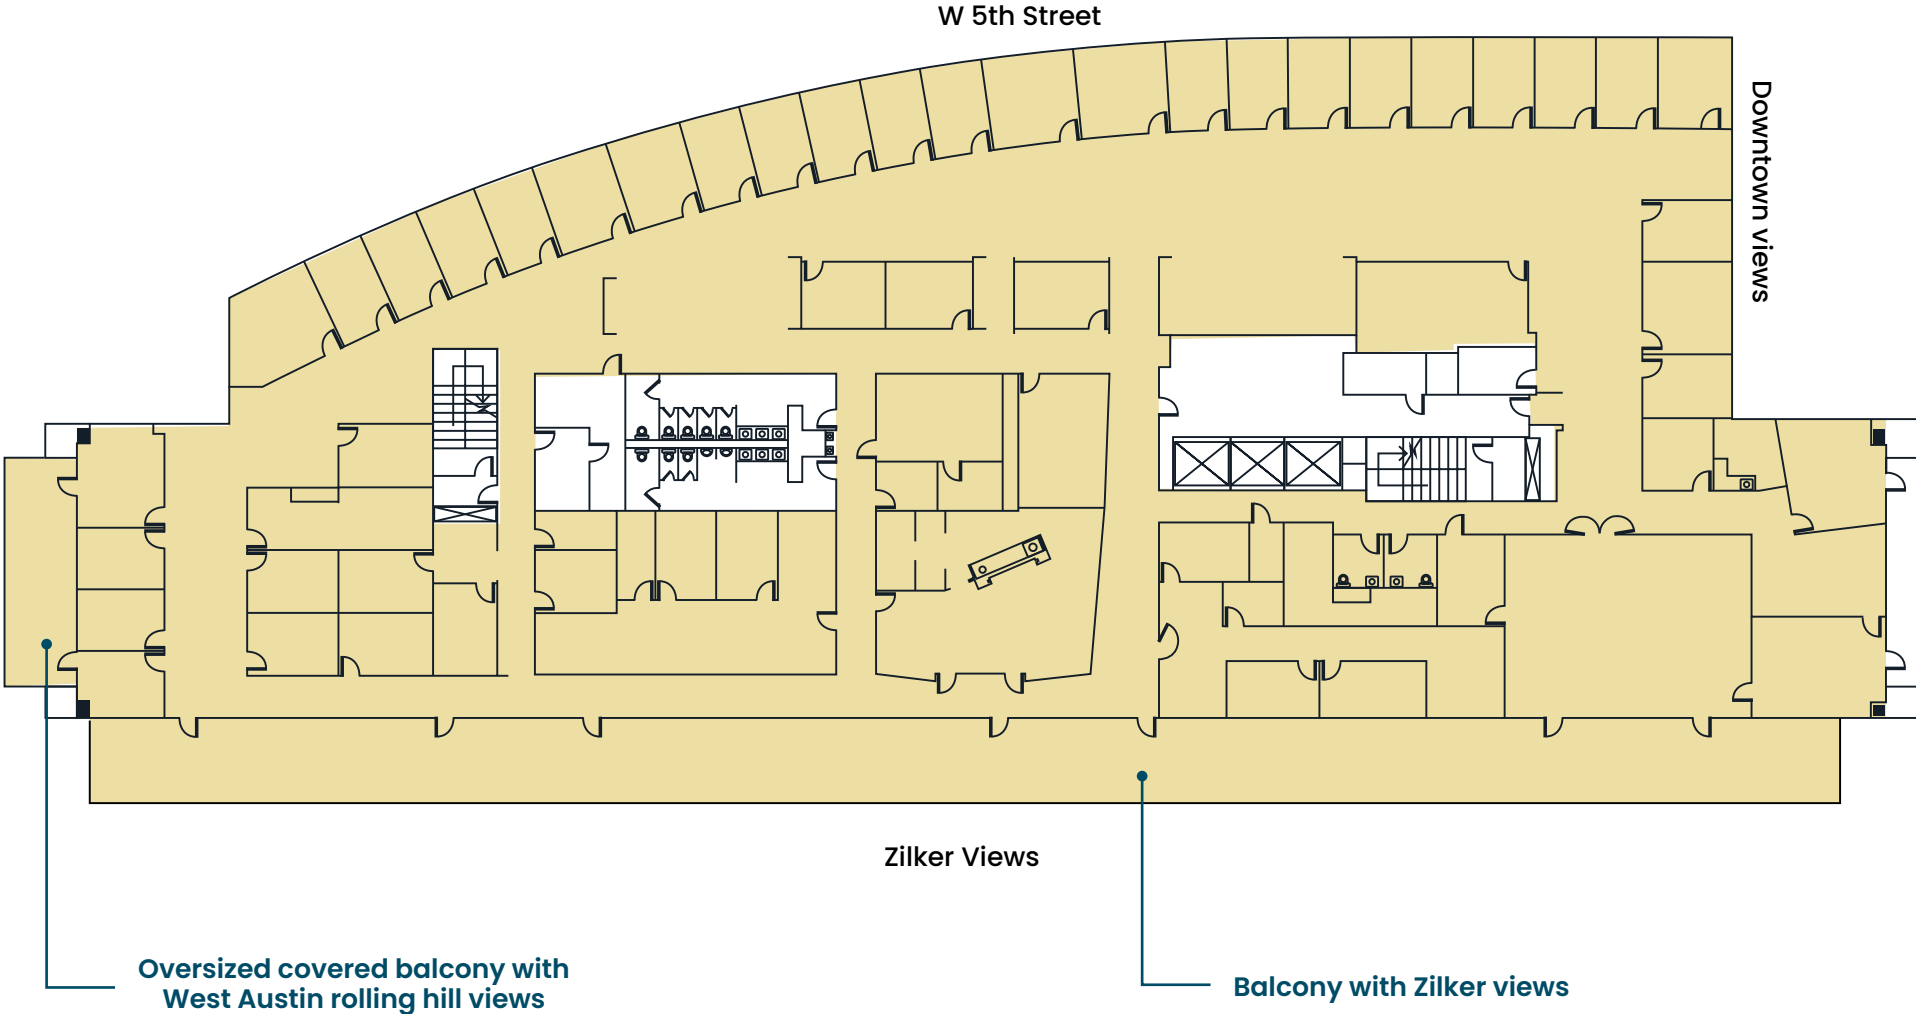 W 5th Street
Downtown views
Zilker Views
Oversized covered balcony with
West Austin rolling hill views
Balcony with Zilker views